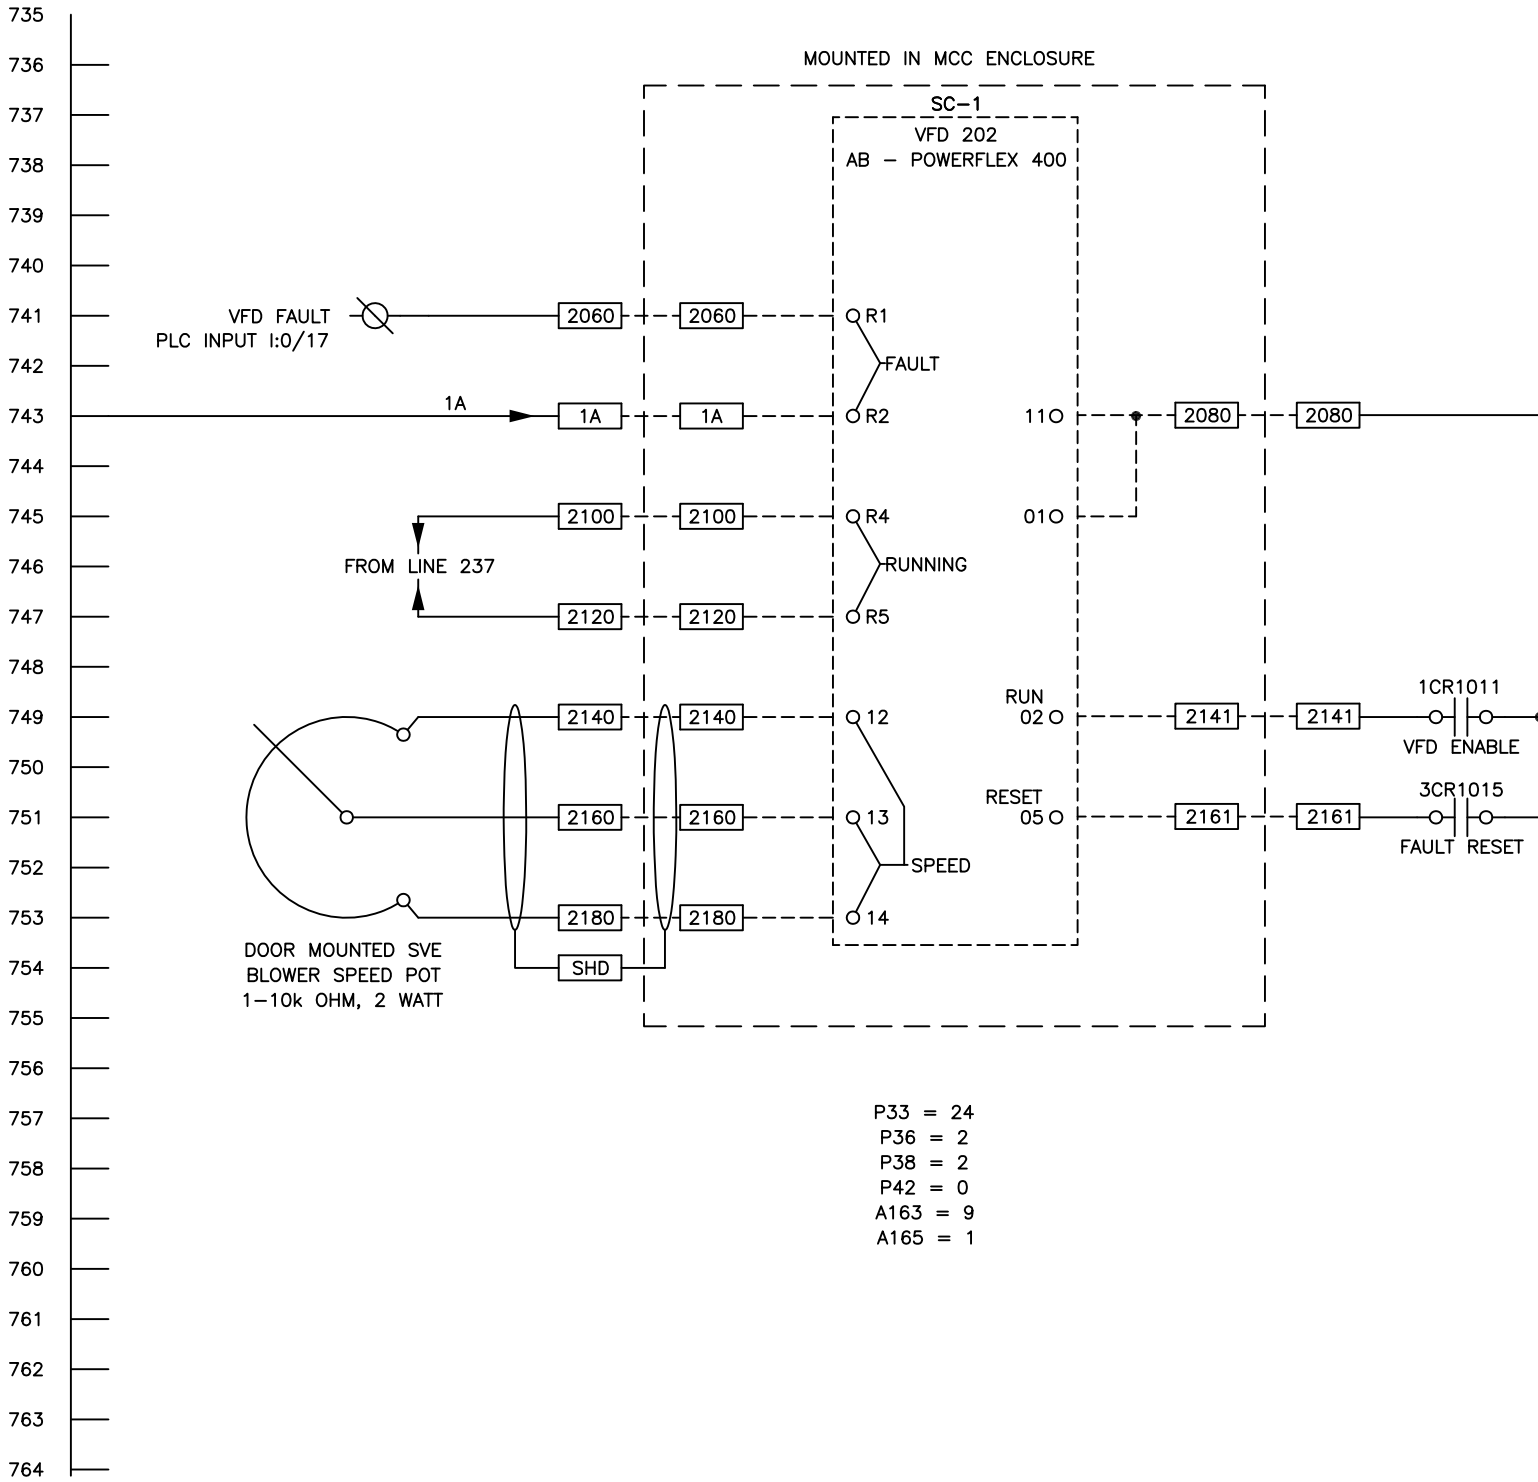 735
736
MOUNTED IN MCC ENCLOSURE
737
SC-1
VFD 202
738
AB - POWERFLEX 400
739
740
741
VFD FAULT
PLC INPUT I:0/17
2060
2060
R1
742
FAULT
743
1A
1A
1A
R2
11
2080
2080
744
745
2100
2100
R4
01
746
FROM LINE 237
RUNNING
747
2120
2120
R5
748
749
2140
2140
12
RUN
02
2141
2141
1CR1011
VFD ENABLE
750
751
2160
2160
13
RESET
05
2161
2161
3CR1015
FAULT RESET
752
SPEED
753
2180
2180
14
754
DOOR MOUNTED SVE
BLOWER SPEED POT
1-10k OHM, 2 WATT
SHD
755
756
757
P33 = 24
P36 = 2
758
P38 = 2
P42 = 0
759
A163 = 9
A165 = 1
760
761
762
763
764